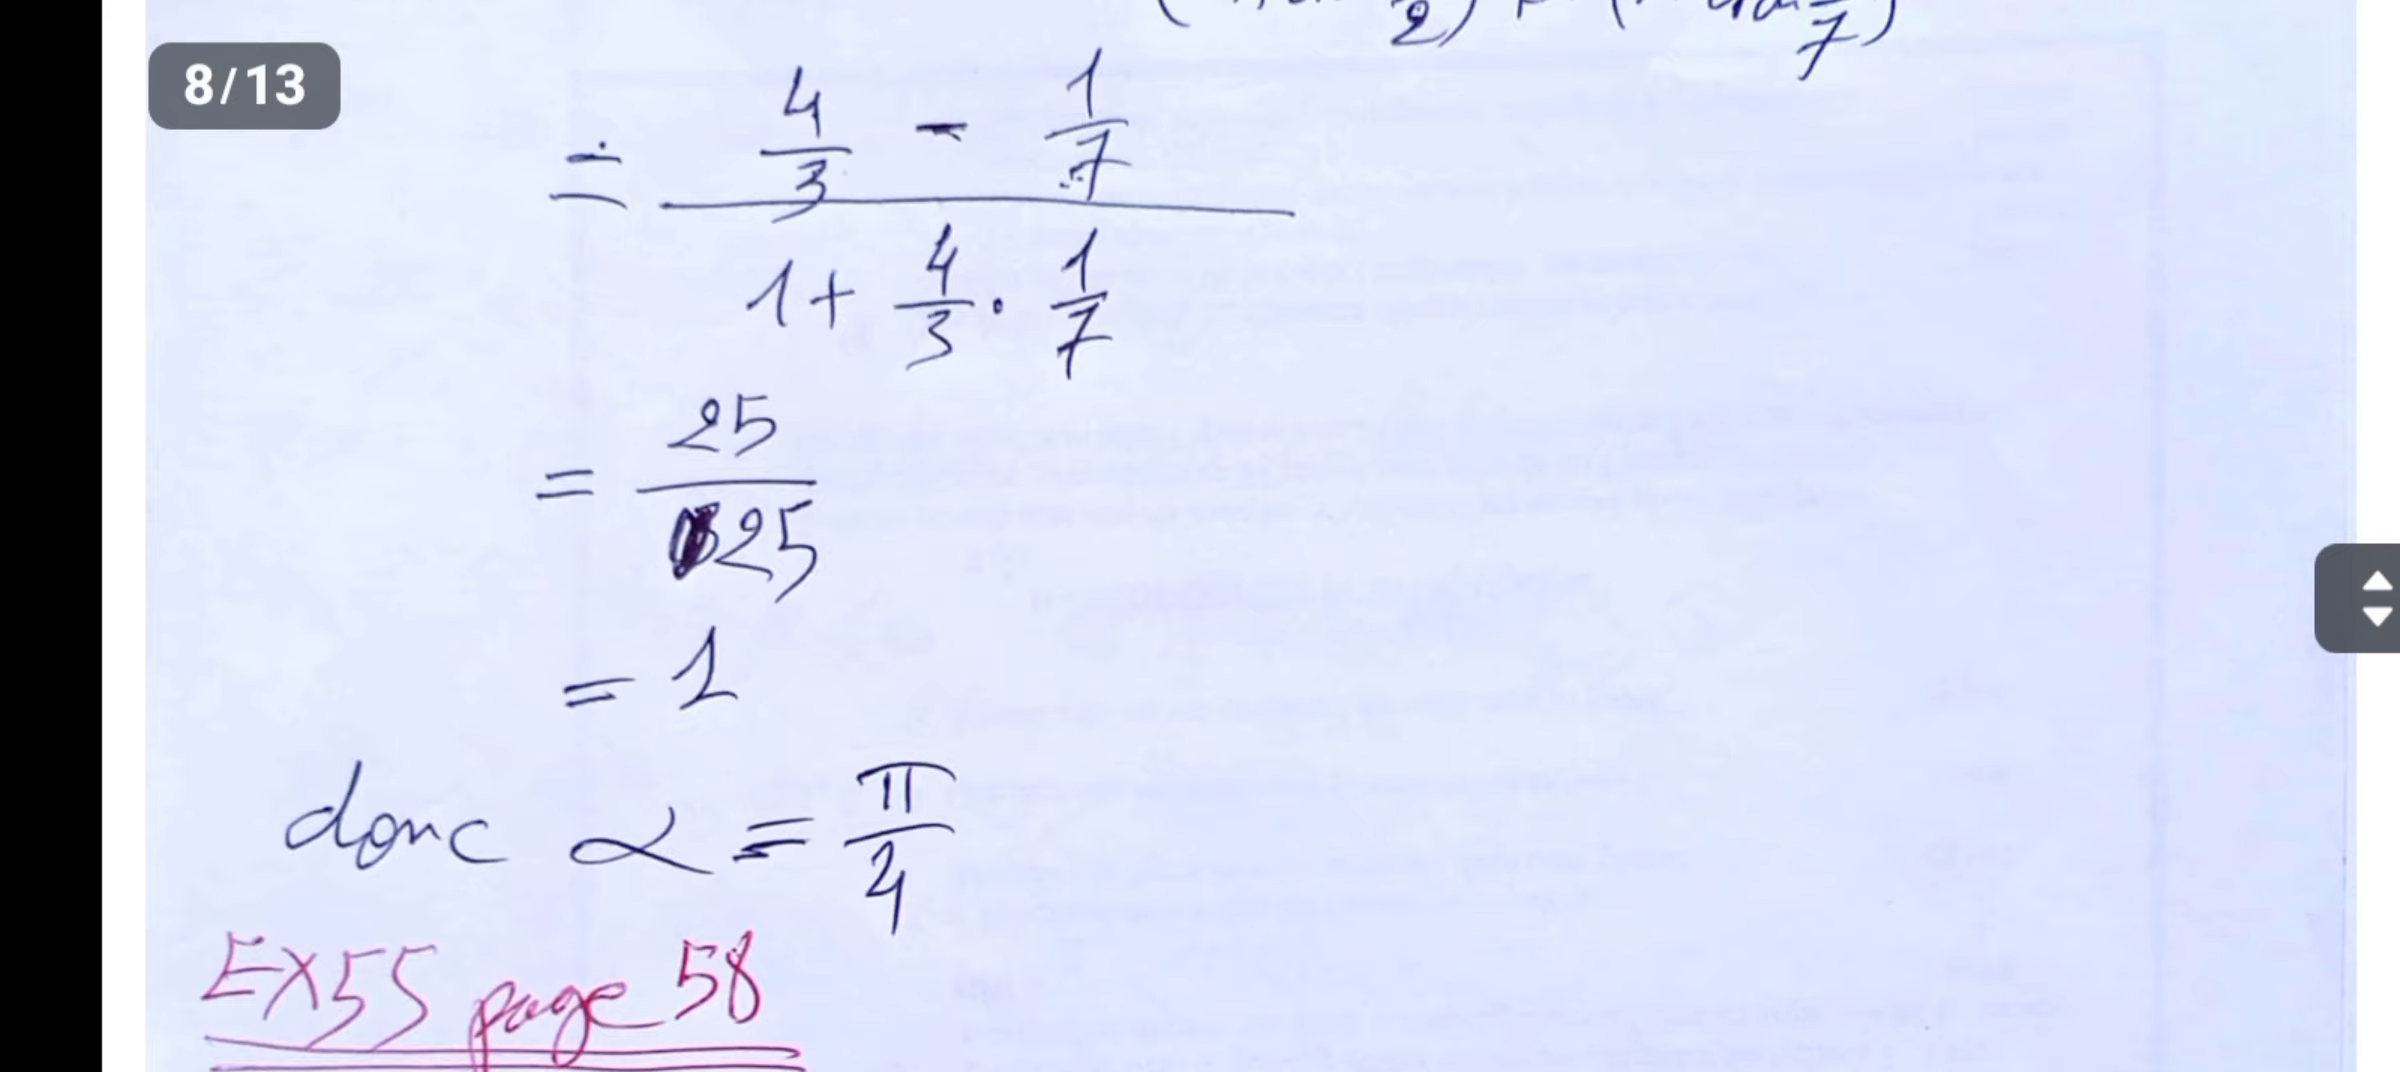 8/13
= (4/3 - 1/7) / (1 + 4/3 · 1/7)
= 25/25
= 1
donc α = π/4
EX55 page 58